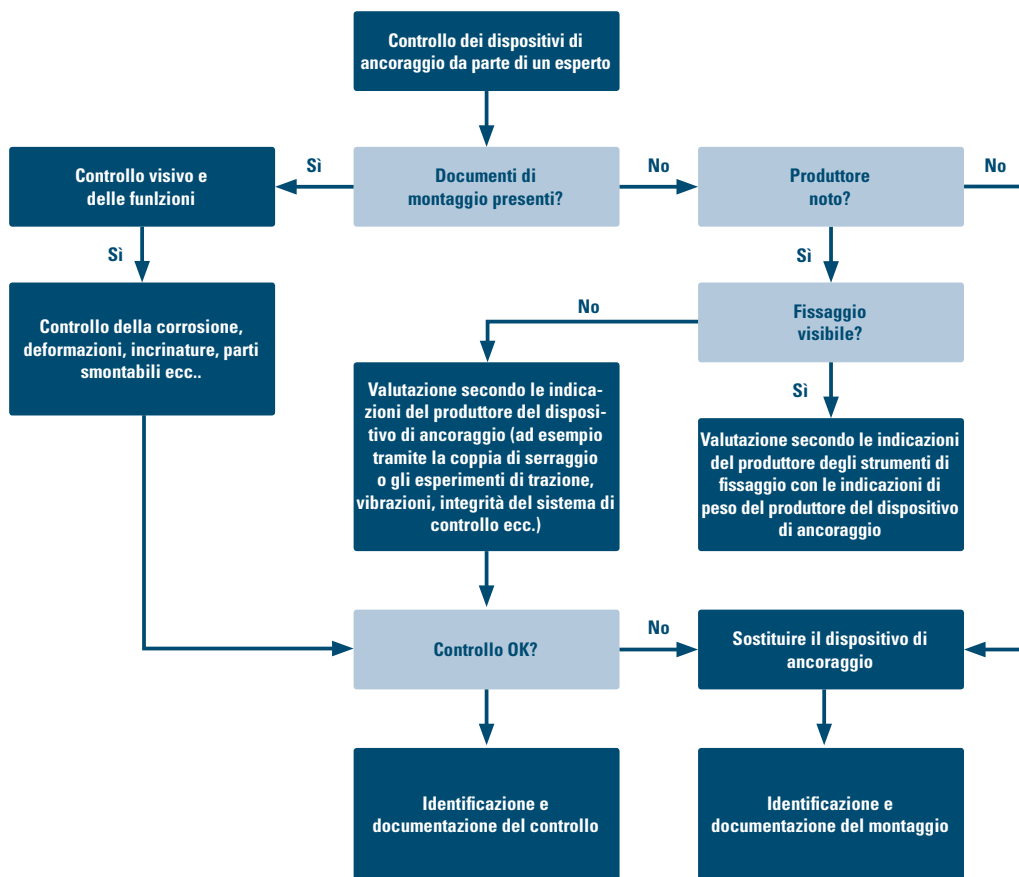 Controllo dei dispositivi di
ancoraggio da parte di un esperto
Controllo visivo e
delle funlzioni
Sì
Documenti di
montaggio presenti?
No
Produttore
noto?
No
Sì
Sì
Controllo della corrosione,
deformazioni, incrinature, parti
smontabili ecc..
No
Fissaggio
visibile?
Sì
Valutazione secondo le indica-
zioni del produttore del disposi-
tivo di ancoraggio (ad esempio
tramite la coppia di serraggio
o gli esperimenti di trazione,
vibrazioni, integrità del sistema di
controllo ecc.)
Valutazione secondo le indicazioni
del produttore degli strumenti di
fissaggio con le indicazioni di
peso del produttore del dispositivo
di ancoraggio
Controllo OK?
No
Sostituire il dispositivo di
ancoraggio
Identificazione e
documentazione del controllo
Identificazione e
documentazione del montaggio